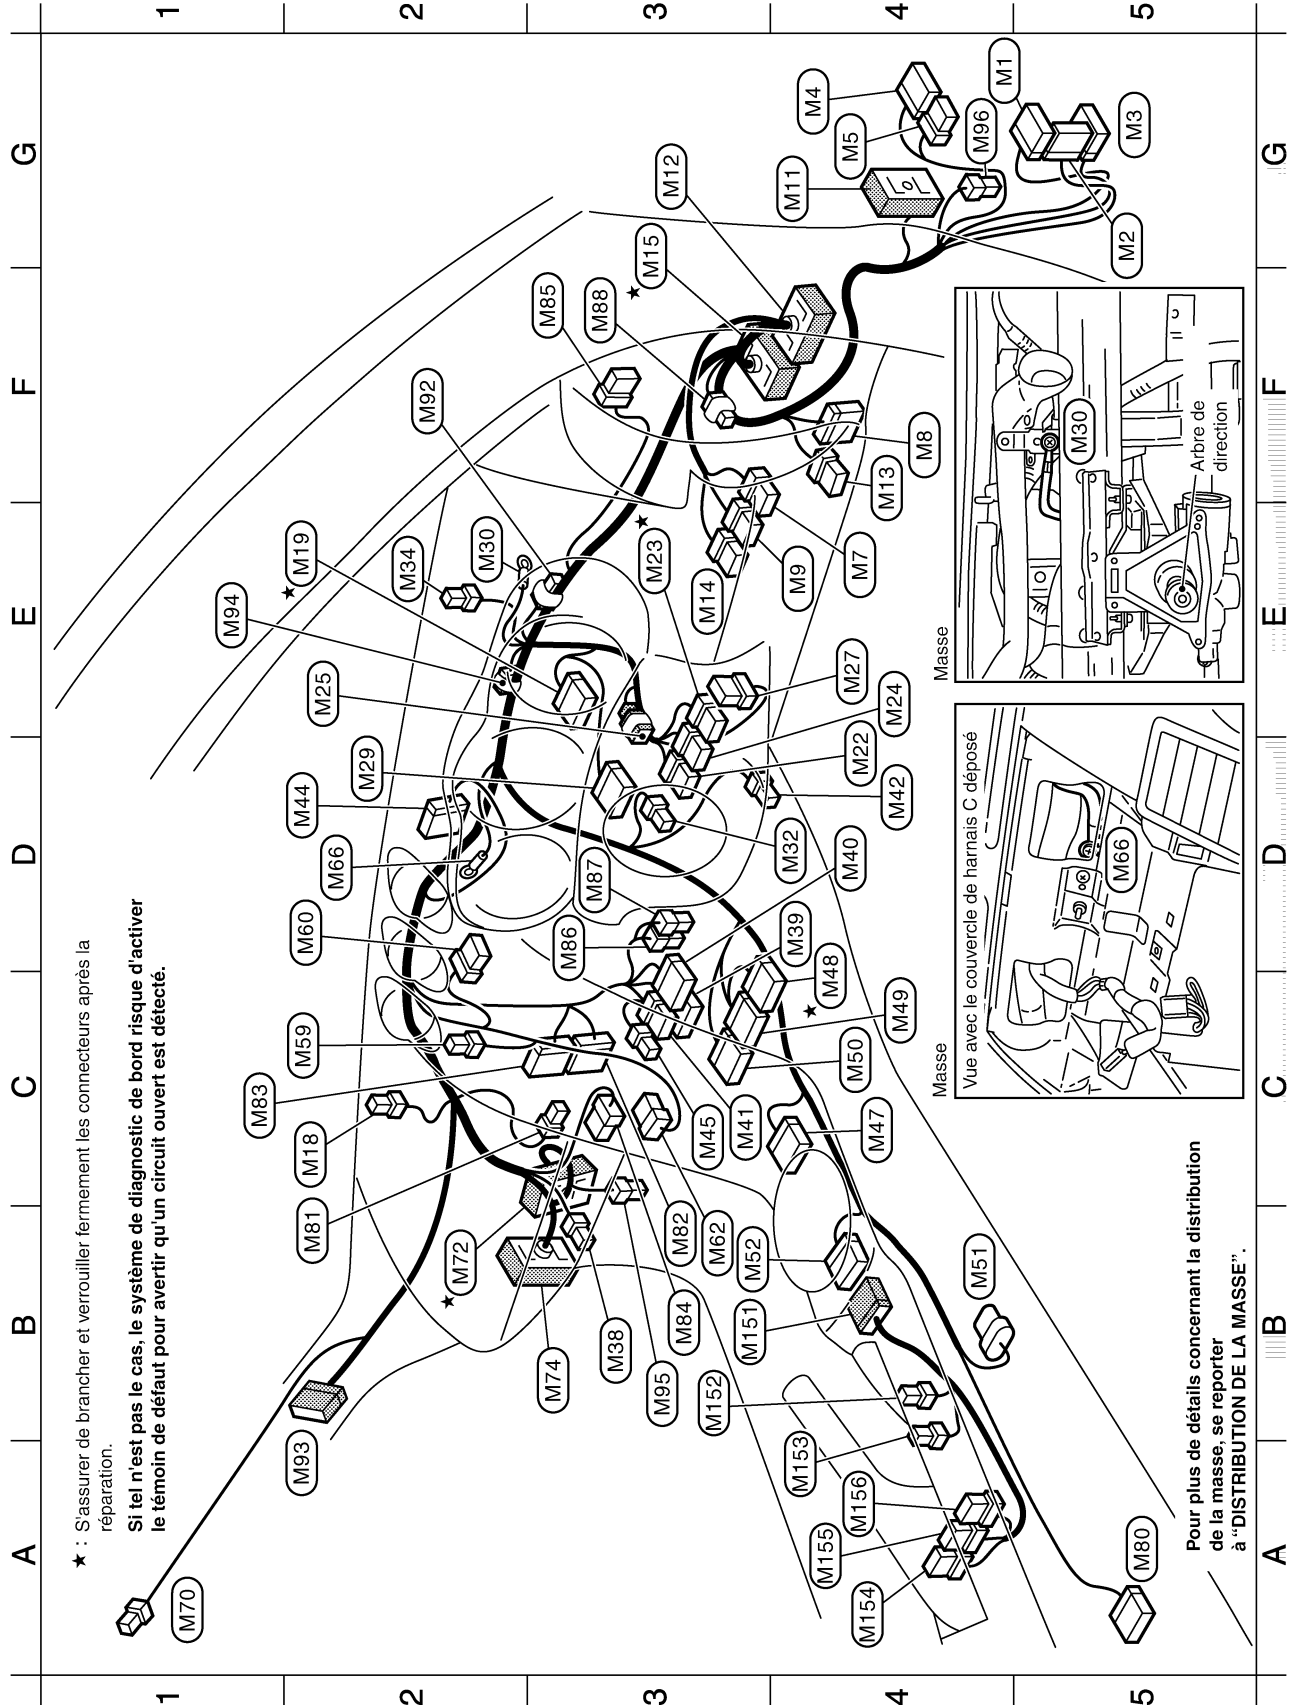 ★ : S'assurer de brancher et verrouiller fermement les connecteurs après la
réparation.
Si tel n'est pas le cas, le système de diagnostic de bord risque d'activer
le témoin de défaut pour avertir qu'un circuit ouvert est détecté.
A
B
C
D
E
F
G
1
2
3
4
5
M70
M93
M74
M38
M95
M84
M62
M82
★
M72
M81
M18
M83
M59
M60
M66
M44
M29
M25
M94
★
M19
M34
M30
M92
M85
M88
★
M15
M12
M11
M5
M4
M96
M1
M3
M2
M8
M13
M7
M9
M14
★
M23
M27
M24
M22
M42
M32
M40
M87
M86
M39
★
M48
M49
M50
M41
M45
M47
M52
M151
M51
M152
M153
M156
M155
M154
M80
Masse
Vue avec le couvercle de harnais C déposé
M66
Masse
M30
Arbre de
direction
Pour plus de détails concernant la distribution
de la masse, se reporter
à “DISTRIBUTION DE LA MASSE”.
A
B
C
D
E
F
G
1
2
3
4
5